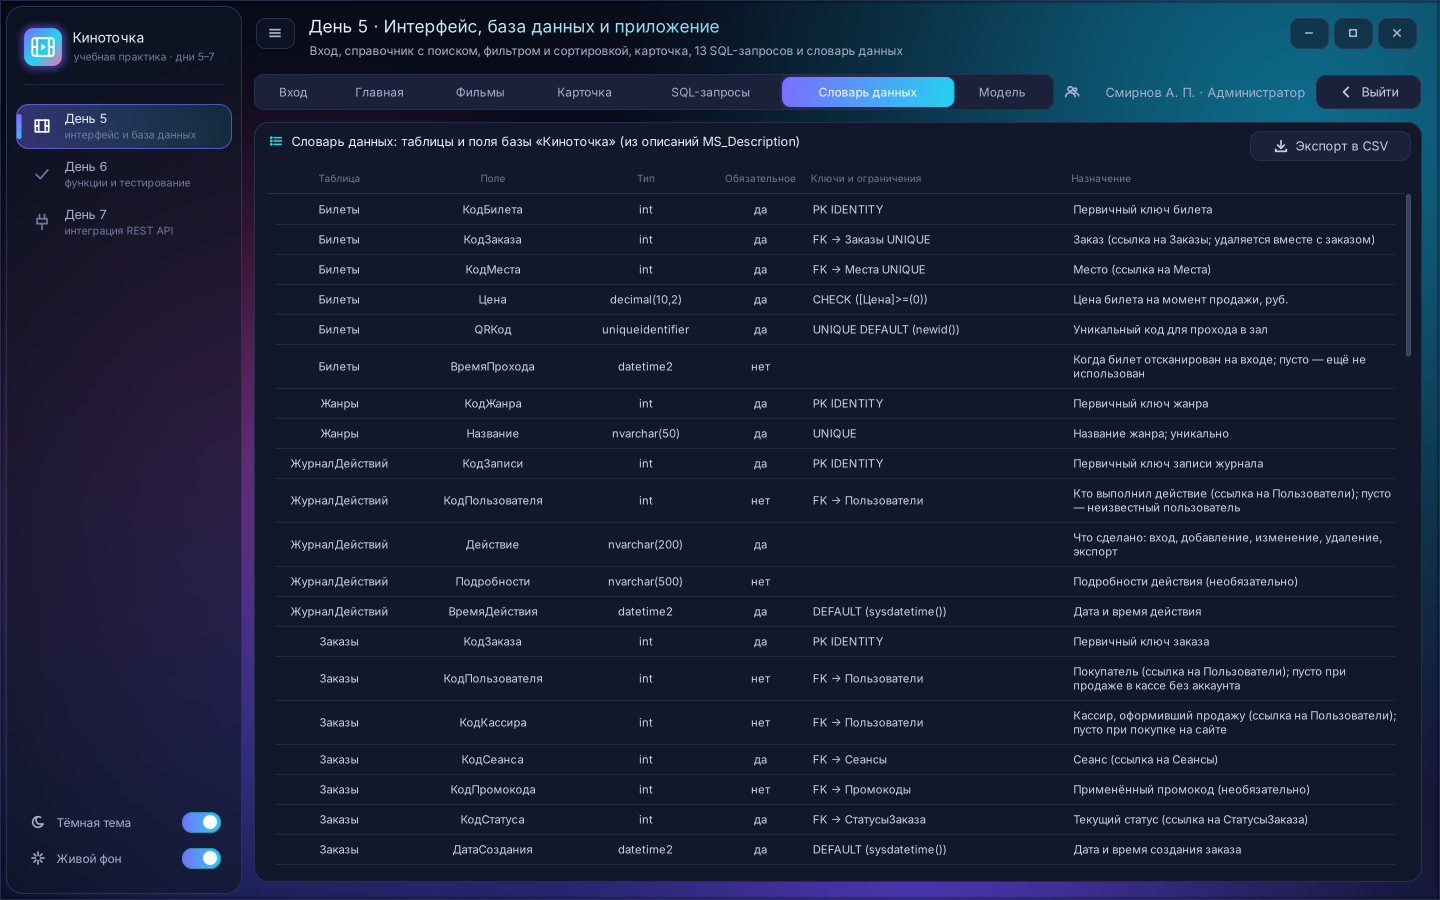 Киноточка
учебная практика · дни 5–7
День 5
интерфейс и база данных
День 6
функции и тестирование
День 7
интеграция REST API
Тёмная тема
Живой фон
День 5 · Интерфейс, база данных и приложение
Вход, справочник с поиском, фильтром и сортировкой, карточка, 13 SQL-запросов и словарь данных
Вход Главная Фильмы Карточка SQL-запросы Словарь данных Модель Смирнов А. П. · Администратор Выйти
Словарь данных: таблицы и поля базы «Киноточка» (из описаний MS_Description) Экспорт в CSV
Таблица Поле Тип Обязательное Ключи и ограничения Назначение
Билеты КодБилета int да PK IDENTITY Первичный ключ билета
Билеты КодЗаказа int да FK → Заказы UNIQUE Заказ (ссылка на Заказы; удаляется вместе с заказом)
Билеты КодМеста int да FK → Места UNIQUE Место (ссылка на Места)
Билеты Цена decimal(10,2) да CHECK ([Цена]>=(0)) Цена билета на момент продажи, руб.
Билеты QRКод uniqueidentifier да UNIQUE DEFAULT (newid()) Уникальный код для прохода в зал
Билеты ВремяПрохода datetime2 нет Когда билет отсканирован на входе; пусто — ещё не
использован
Жанры КодЖанра int да PK IDENTITY Первичный ключ жанра
Жанры Название nvarchar(50) да UNIQUE Название жанра; уникально
ЖурналДействий КодЗаписи int да PK IDENTITY Первичный ключ записи журнала
ЖурналДействий КодПользователя int нет FK → Пользователи Кто выполнил действие (ссылка на Пользователи); пусто
— неизвестный пользователь
ЖурналДействий Действие nvarchar(200) да Что сделано: вход, добавление, изменение, удаление,
экспорт
ЖурналДействий Подробности nvarchar(500) нет Подробности действия (необязательно)
ЖурналДействий ВремяДействия datetime2 да DEFAULT (sysdatetime()) Дата и время действия
Заказы КодЗаказа int да PK IDENTITY Первичный ключ заказа
Заказы КодПользователя int нет FK → Пользователи Покупатель (ссылка на Пользователи); пусто при
продаже в кассе без аккаунта
Заказы КодКассира int нет FK → Пользователи Кассир, оформивший продажу (ссылка на Пользователи);
пусто при покупке на сайте
Заказы КодСеанса int да FK → Сеансы Сеанс (ссылка на Сеансы)
Заказы КодПромокода int нет FK → Промокоды Применённый промокод (необязательно)
Заказы КодСтатуса int да FK → СтатусыЗаказа Текущий статус (ссылка на СтатусыЗаказа)
Заказы ДатаСоздания datetime2 да DEFAULT (sysdatetime()) Дата и время создания заказа